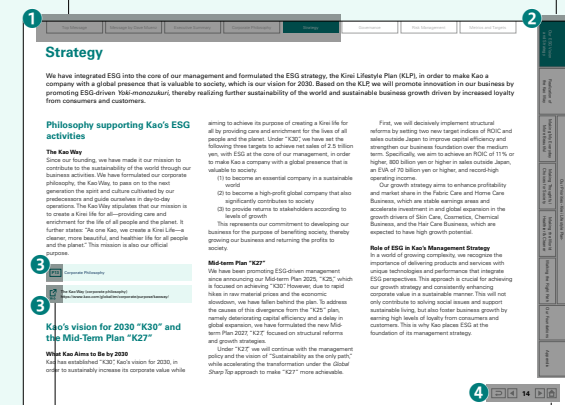 1
2
Top Message
Message by Kirei Driven
Executive Summary
Corporate Philosophy
Strategy
Governance
Risk Management
Metrics and Targets
Strategy
We have integrated ESG into the core of our management and formulated the ESG strategy, the Kirei Lifestyle Plan (KLP), in order to make Kao a
company with a global presence that is valuable to society, which is our vision for 2030. Based on the KLP, we will promote innovation in our business by
promoting ESG-driven Yoki-monozukuri, thereby realizing further sustainability of the world and sustainable business growth driven by increased loyalty
from consumers and customers.
Philosophy supporting Kao's ESG
activities
The Kao Way
Since our founding, we have made it our mission to
contribute to the sustainability of the world through our
business activities. We have formulated our corporate
philosophy, the Kao Way, to pass on to the next
generation the spirit and culture cultivated by our
predecessors and guide ourselves in day-to-day
operations. The Kao Way stipulates that our mission is
to create a Kirei life for all—providing care and
enrichment for the life of all people and the planet. It
further states: "As one Kao, we create a Kirei Life—a
cleaner, more beautiful, and healthier life for all people
and the planet." This mission is also our official
purpose.
3
Corporate Philosophy
The Kao Way (corporate philosophy)
3
Kao's vision for 2030 "K30" and
the Mid-Term Plan "K27"
What Kao Aims to Be by 2030
Kao has established "K30", Kao's vision for 2030, in
order to sustainably increase its corporate value while
aiming to achieve its purpose of creating a Kirei life for
all by providing care and enrichment for the lives of all
people and the planet. Under "K30", we have set the
following three targets to achieve net sales of 2.5 trillion
yen, with ESG at the core of our management, in order
to make Kao a company with a global presence that is
valuable to society.
(1) to become an essential company in a sustainable
world
(2) to become a high-profit global company that also
significantly contributes to society
(3) to provide returns to stakeholders according to
levels of growth
This represents our commitment to developing our
business for the purpose of benefiting society, thereby
growing our business and returning the profits to
society.
Mid-term Plan "K27"
We have been promoting ESG-driven management
since announcing our Mid-term Plan 2025, "K25," which
is focused on achieving "K30" However, due to rapid
hikes in raw material prices and the economic
slowdown, we have fallen behind the plan. To address
the causes of this divergence from the "K25" plan,
namely deteriorating capital efficiency and a delay in
global expansion, we have formulated the new Mid-
term Plan 2027, "K27," focused on structural reforms
and growth strategies.
Under "K27," we will continue with the management
policy and the vision of "Sustainability as the only path,"
while accelerating the transformation under the Global
Sharp Top approach to make "K27" more achievable.
First, we will decisively implement structural
reforms by setting two new target indices of ROIC and
sales outside Japan to improve capital efficiency and
strengthen our business foundation over the medium
term. Specifically, we aim to achieve an ROIC of 11% or
higher, 800 billion yen or higher in sales outside Japan,
an EVA of 70 billion yen or higher, and record-high
operating income.
Our growth strategy aims to enhance profitability
and market share in the Fabric Care and Home Care
Business, which are stable earnings areas and
accelerate investment in and global expansion in the
growth drivers of Skin Care, Cosmetics, Chemical
Business, and the Hair Care Business, which are
expected to have high growth potential.
Role of ESG in Kao's Management Strategy
In a world of growing complexity, we recognize the
importance of delivering products and services with
unique technologies and performance that integrate
ESG perspectives. This approach is crucial for achieving
our growth strategy and consistently enhancing
corporate value in a sustainable manner. This will not
only contribute to solving social issues and support
sustainability, but also foster business growth by
earning high levels of loyalty from consumers and
customers. This is why Kao places ESG at the
foundation of its management strategy.
4
14